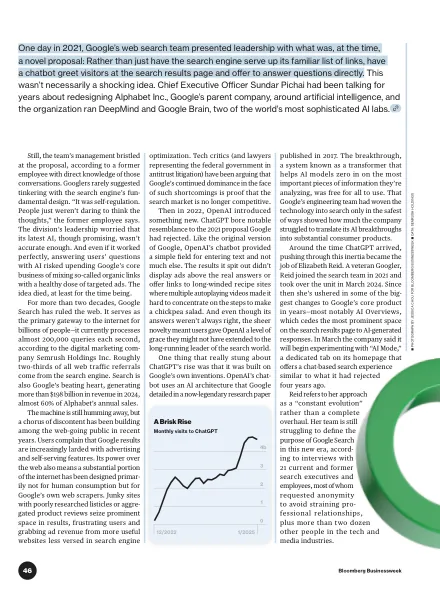 One day in 2021, Google's web search team presented leadership with what was, at the time,
a novel proposal: Rather than just have the search engine serve up its familiar list of links, have
a chatbot greet visitors at the search results page and offer to answer questions directly. This
wasn't necessarily a shocking idea. Chief Executive Officer Sundar Pichai had been talking for
years about redesigning Alphabet Inc., Google's parent company, around artificial intelligence, and
the organization ran DeepMind and Google Brain, two of the world's most sophisticated AI labs.
Still, the team's management bristled
at the proposal, according to a former
employee with direct knowledge of those
conversations. Googlers rarely suggested
tinkering with the search engine's fun-
damental design. "It was self-regulation.
People just weren't daring to think the
thoughts," the former employee says.
The division's leadership worried that
its latest AI, though promising, wasn't
accurate enough. And even if it worked
perfectly, answering users' questions
with AI risked upending Google's core
business of mixing so-called organic links
with a healthy dose of targeted ads. The
idea died, at least for the time being.
For more than two decades, Google
Search has ruled the web. It serves as
the primary gateway to the internet for
billions of people—it currently processes
almost 200,000 queries each second,
according to the digital marketing com-
pany Semrush Holdings Inc. Roughly
two-thirds of all web traffic referrals
come from the search engine. Search is
also Google's beating heart, generating
more than $198 billion in revenue in 2024,
almost 60% of Alphabet's annual sales.
The machine is still humming away, but
a chorus of discontent has been building
among the web-going public in recent
years. Users complain that Google results
are increasingly larded with advertising
and self-serving features. Its power over
the web also means a substantial portion
of the internet has been designed primar-
ily not for human consumption but for
Google's own web scrapers. Junky sites
with poorly researched listicles or aggre-
gated product reviews seize prominent
space in results, frustrating users and
grabbing ad revenue from more useful
websites less versed in search engine
optimization. Tech critics (and lawyers
representing the federal government in
antitrust litigation) have been arguing that
Google's continued dominance in the face
of such shortcomings is proof that the
search market is no longer competitive.
Then in 2022, OpenAI introduced
something new. ChatGPT bore notable
resemblance to the 2021 proposal Google
had rejected. Like the original version
of Google, OpenAI's chatbot provided
a simple field for entering text and not
much else. The results it spit out didn't
display ads above the real answers or
offer links to long-winded recipe sites
where multiple autoplaying videos made it
hard to concentrate on the steps to make
a chickpea salad. And even though its
answers weren't always right, the sheer
novelty meant users gave OpenAI a level of
grace they might not have extended to the
long-running leader of the search world.
One thing that really stung about
ChatGPT's rise was that it was built on
Google's own inventions. OpenAI's chat-
bot uses an AI architecture that Google
detailed in a now-legendary research paper
A Brisk Rise
Monthly visits to ChatGPT
4b
3
2
1
0
12/2022
1/2025
published in 2017. The breakthrough,
a system known as a transformer that
helps AI models zero in on the most
important pieces of information they're
analyzing, was free for all to use. That
Google's engineering team had woven the
technology into search only in the safest
of ways showed how much the company
struggled to translate its AI breakthroughs
into substantial consumer products.
Around the time ChatGPT arrived,
pushing through this inertia became the
job of Elizabeth Reid. A veteran Googler,
Reid joined the search team in 2021 and
took over the unit in March 2024. Since
then she's ushered in some of the big-
gest changes to Google's core product
in years—most notably AI Overviews,
which cedes the most prominent space
on the search results page to AI-generated
responses. In March the company said it
will begin experimenting with "AI Mode,"
a dedicated tab on its homepage that
offers a chat-based search experience
similar to what it had rejected
four years ago.
Reid refers to her approach
as a "constant evolution"
rather than a complete
overhaul. Her team is still
struggling to define the
purpose of Google Search
in this new era, accord-
ing to interviews with
21 current and former
search executives and
employees, most of whom
requested anonymity
to avoid straining pro-
fessional relationships,
plus more than two dozen
other people in the tech and
media industries.
46
Bloomberg Businessweek